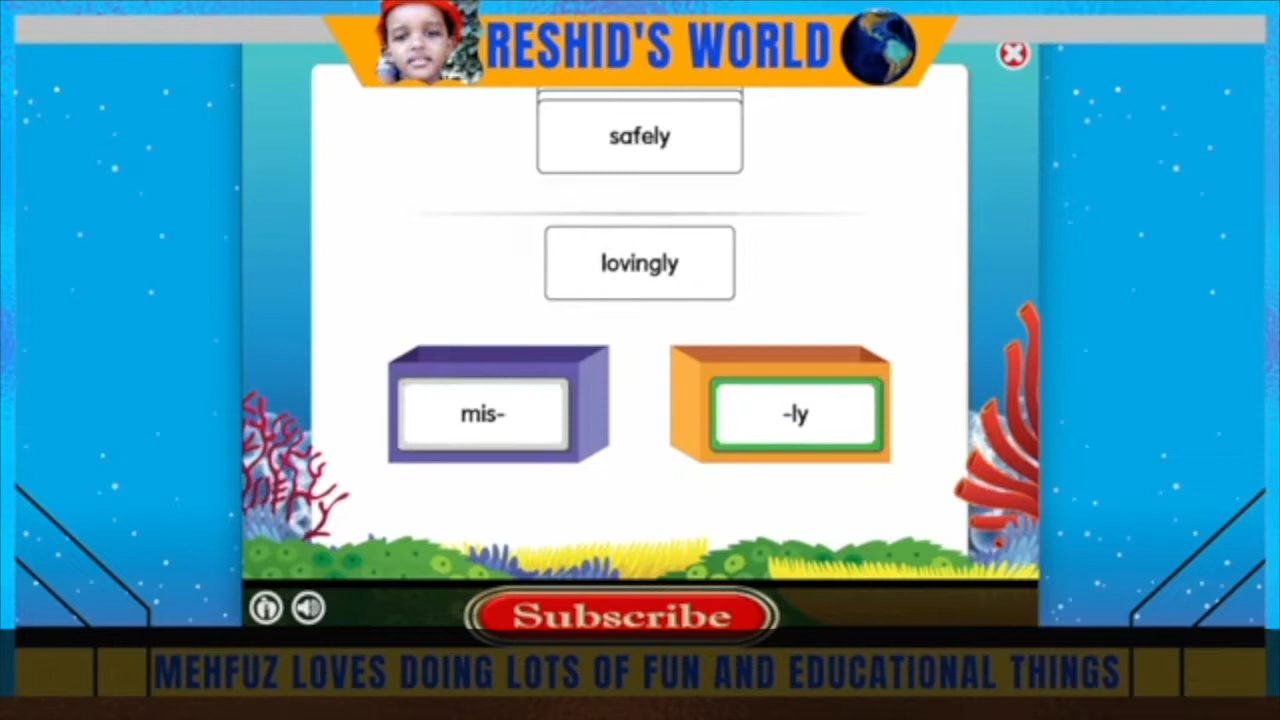 RESHID'S WORLD
safely
lovingly
mis-
-ly
Subscribe
MEHFUZ LOVES DOING LOTS OF FUN AND EDUCATIONAL THINGS